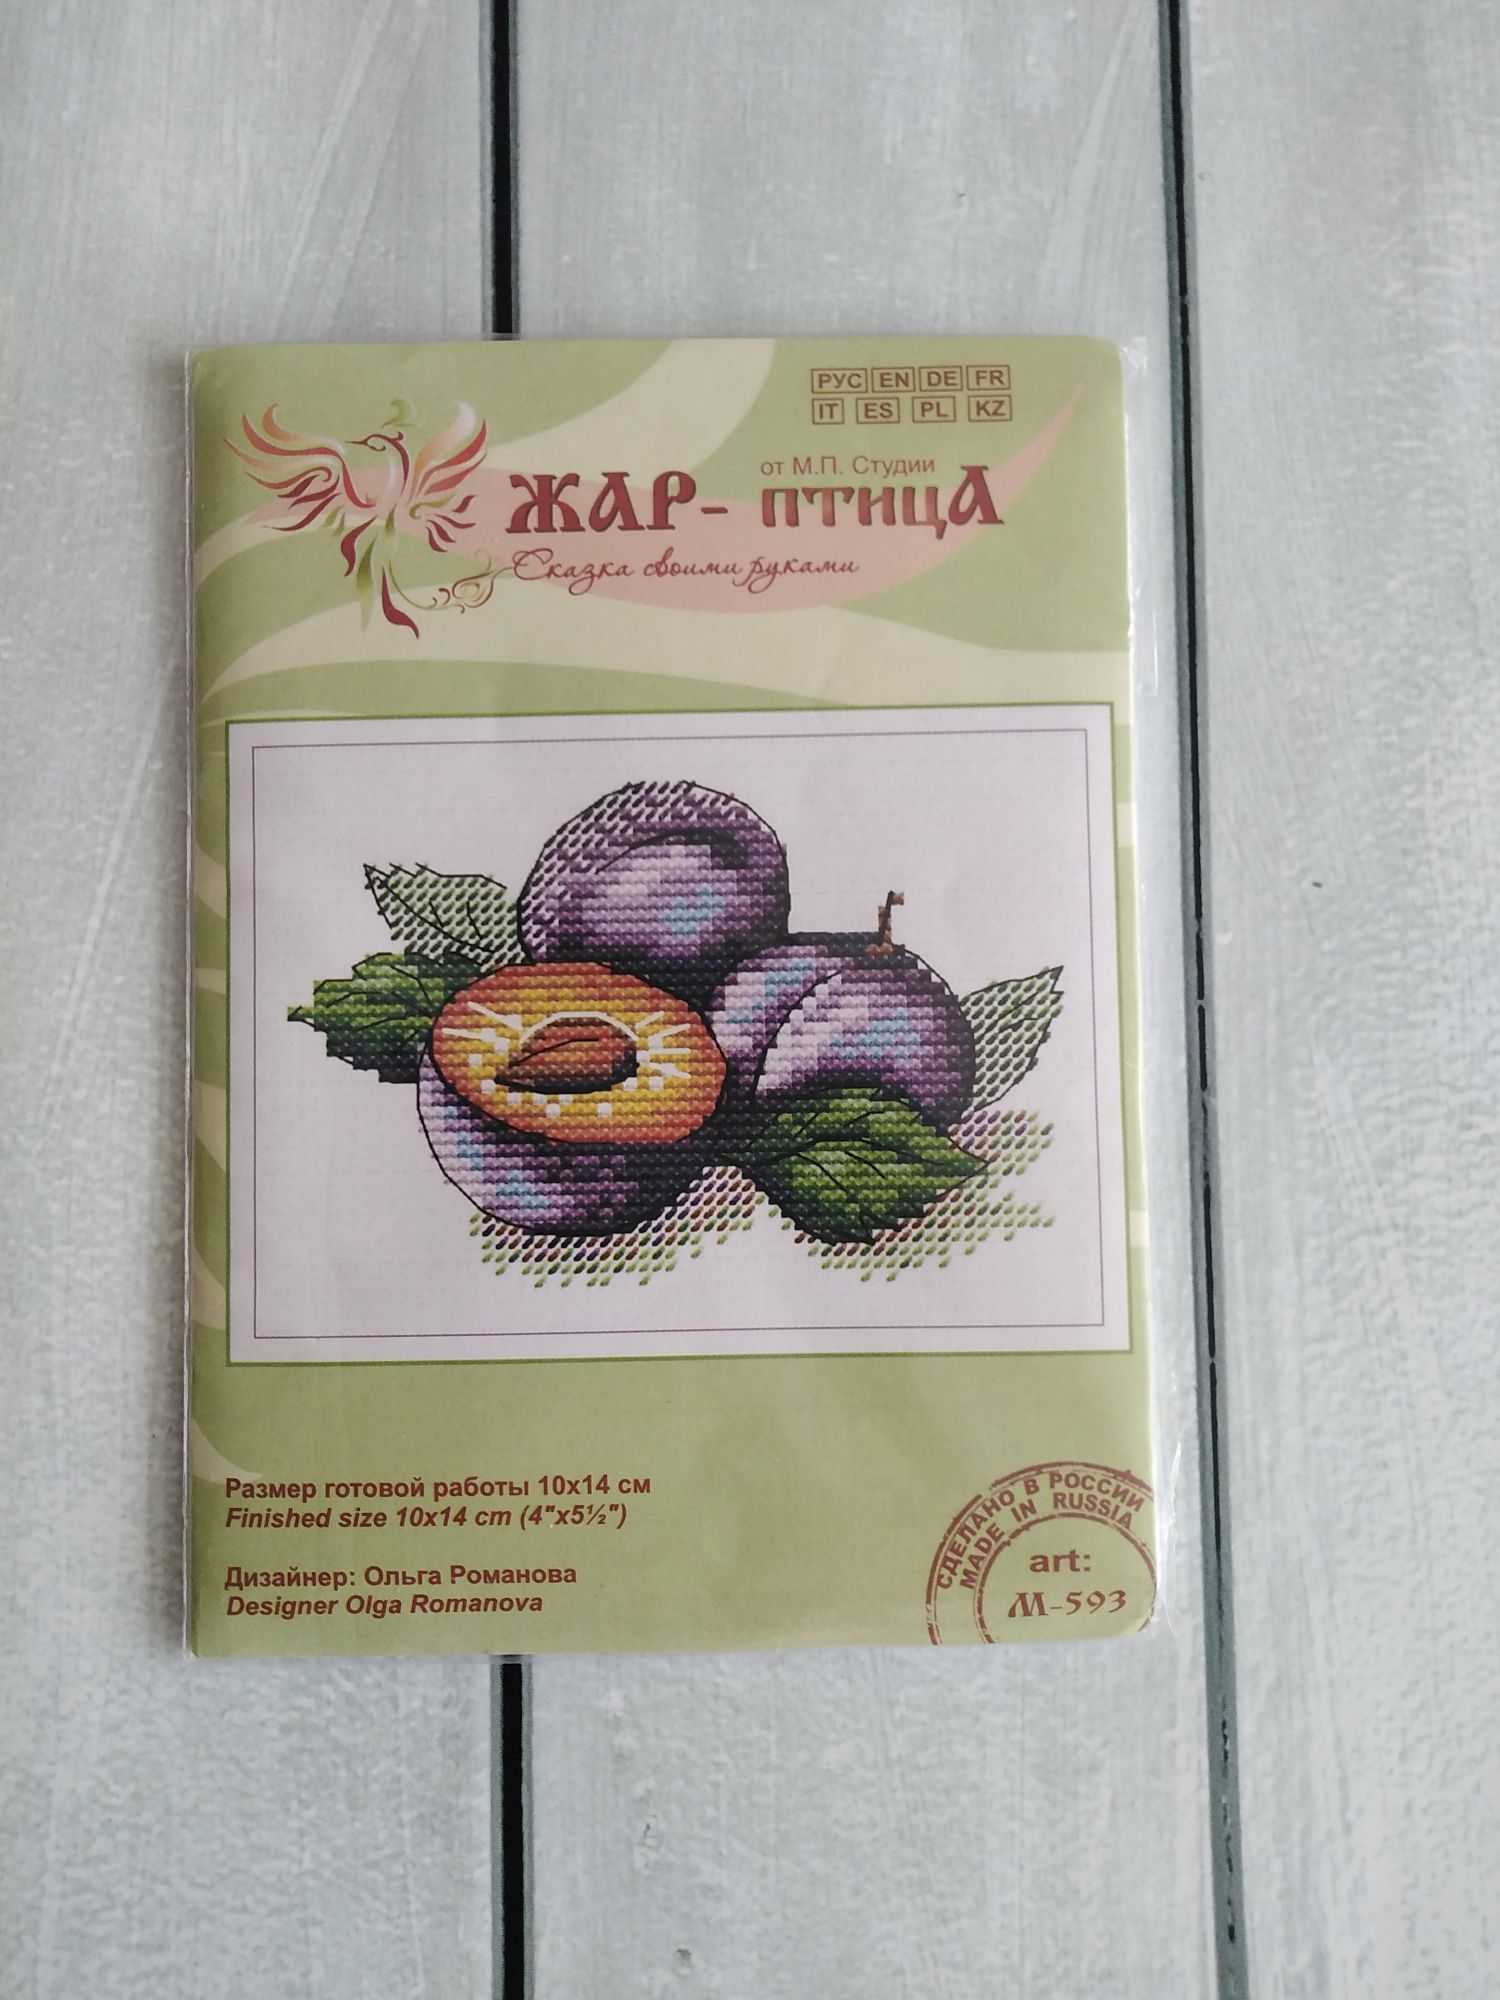 РУС EN DE FR
IT ES PL KZ
от М.П. Студии
ЖАР-ПТИЦА
Сказка своими руками
Размер готовой работы 10х14 см
Finished size 10x14 cm (4"x5½")
Дизайнер: Ольга Романова
Designer Olga Romanova
СДЕЛАНО В РОССИИ
MADE IN RUSSIA
art:
М-593